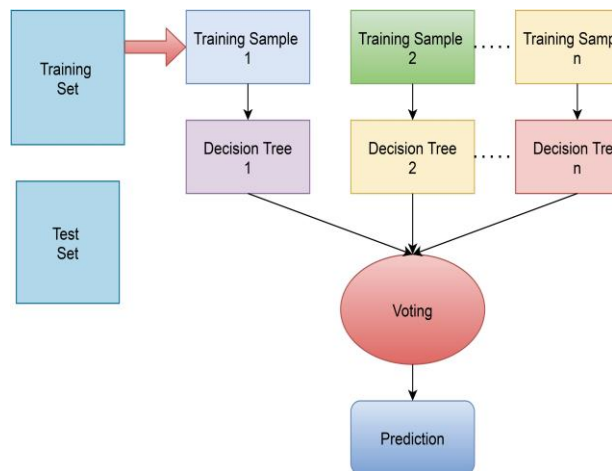 Training
Set
Training Sample
1
Training Sample
2
Training Samp
n
Decision Tree
1
Decision Tree
2
Decision Tre
n
Test
Set
Voting
Prediction